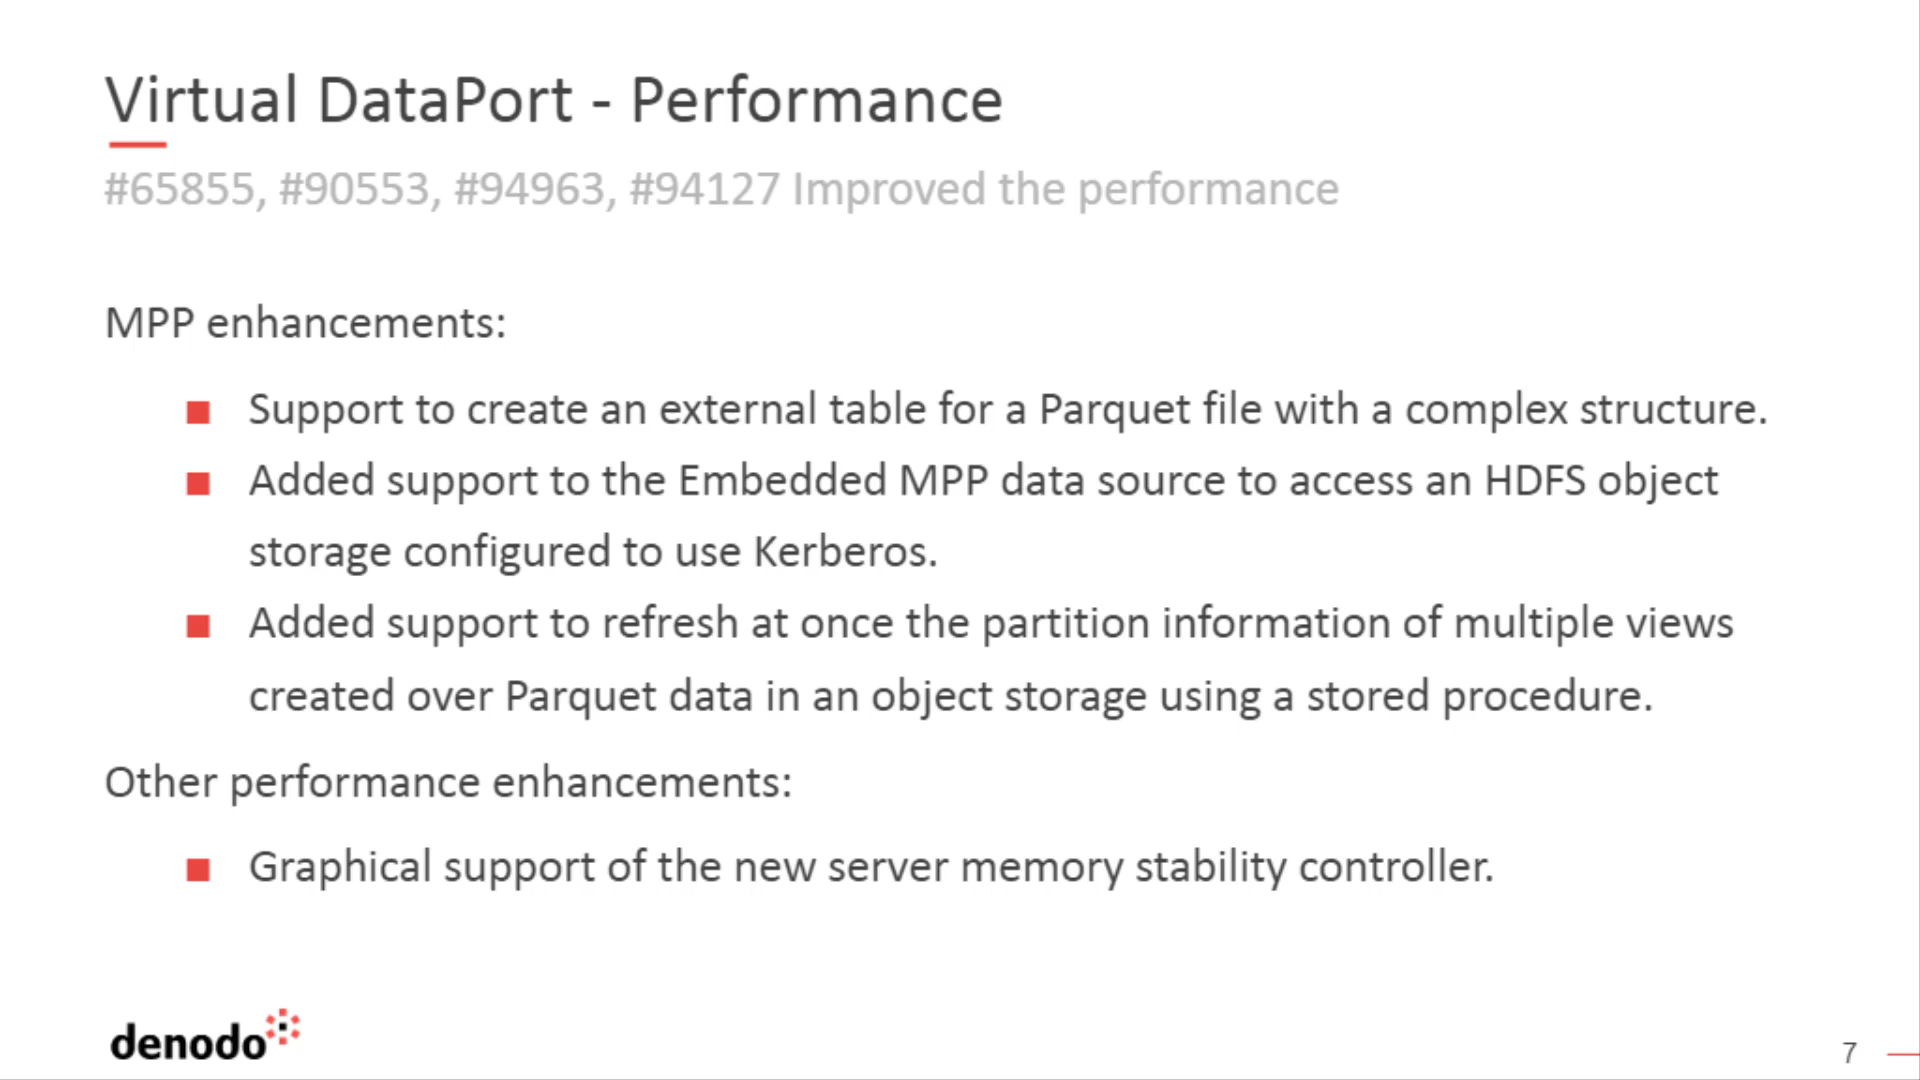 Virtual DataPort - Performance
#65855, #90553, #94963, #94127 Improved the performance
MPP enhancements:
Support to create an external table for a Parquet file with a complex structure.
Added support to the Embedded MPP data source to access an HDFS object
storage configured to use Kerberos.
Added support to refresh at once the partition information of multiple views
created over Parquet data in an object storage using a stored procedure.
Other performance enhancements:
Graphical support of the new server memory stability controller.
denodo
7